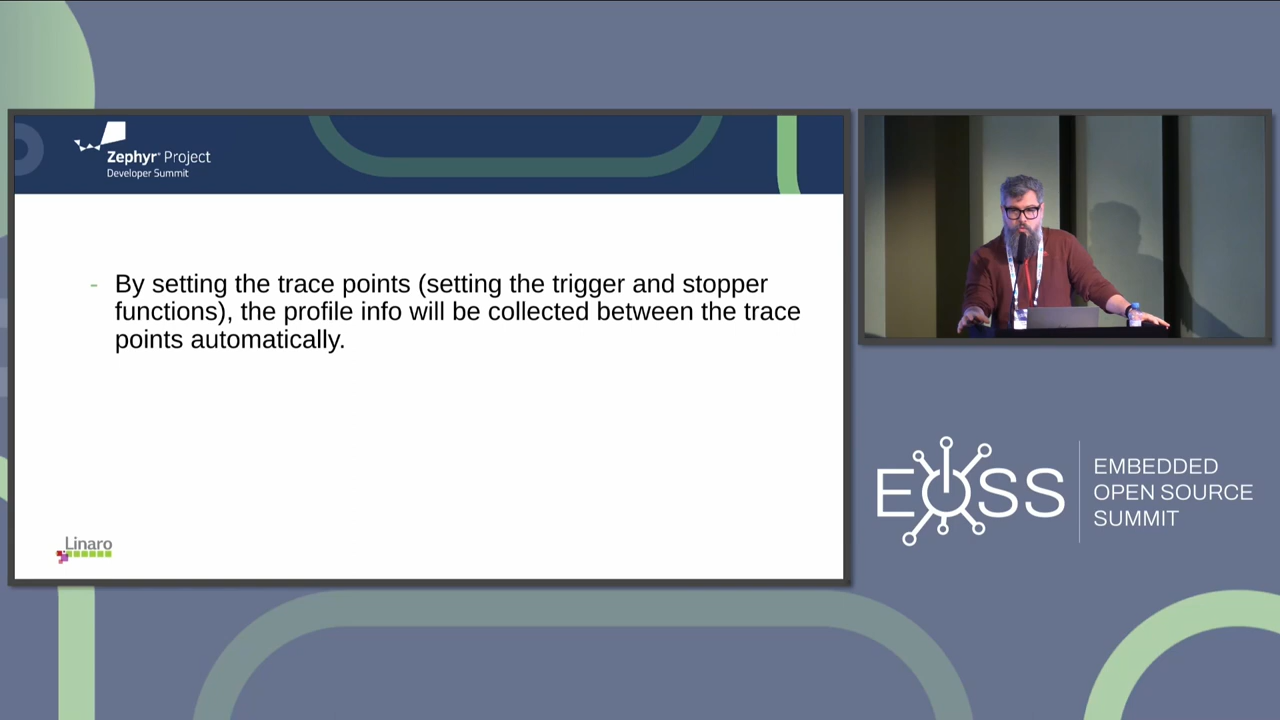 Zephyr® Project
Developer Summit
- By setting the trace points (setting the trigger and stopper
functions), the profile info will be collected between the trace
points automatically.
Linaro
EOSS
EMBEDDED
OPEN SOURCE
SUMMIT